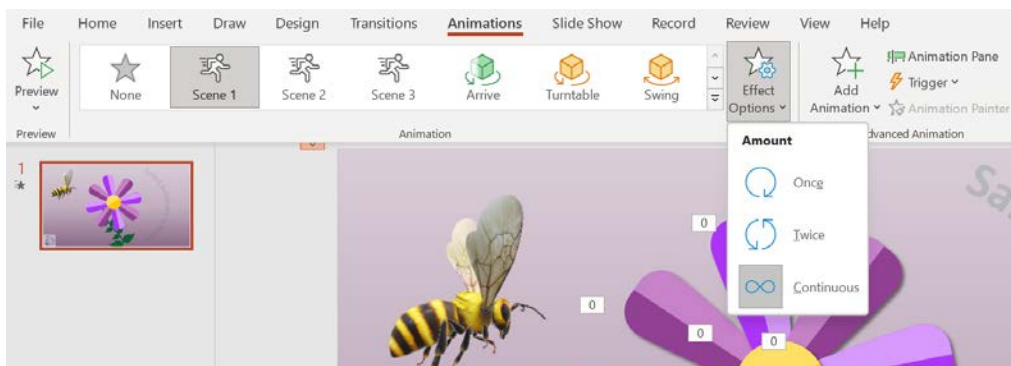 File Home Insert Draw Design Transitions Animations Slide Show Record Review View Help
Preview
None
Scene 1
Scene 2
Scene 3
Arrive
Turntable
Swing
Effect
Options
Add
Animation
Animation Pane
Trigger
Animation Painter
Preview
Animation
dvanced Animation
Amount
Once
Twice
Continuous
1
0
0
0
0
Sa